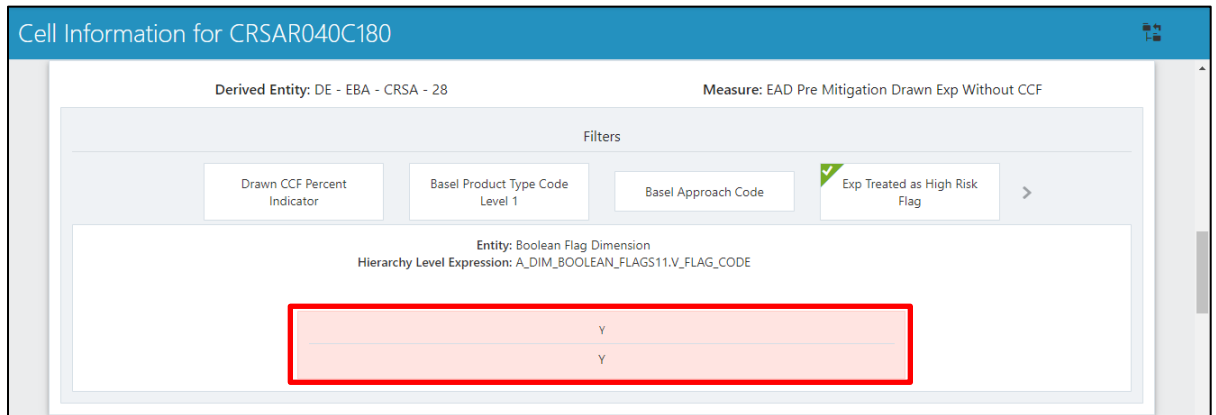 Cell Information for CRSAR040C180
Derived Entity: DE - EBA - CRSA - 28
Measure: EAD Pre Mitigation Drawn Exp Without CCF
Filters
Drawn CCF Percent
Indicator
Basel Product Type Code
Level 1
Basel Approach Code
Exp Treated as High Risk
Flag
Entity: Boolean Flag Dimension
Hierarchy Level Expression: A_DIM_BOOLEAN_FLAGS11.V_FLAG_CODE
Y
Y